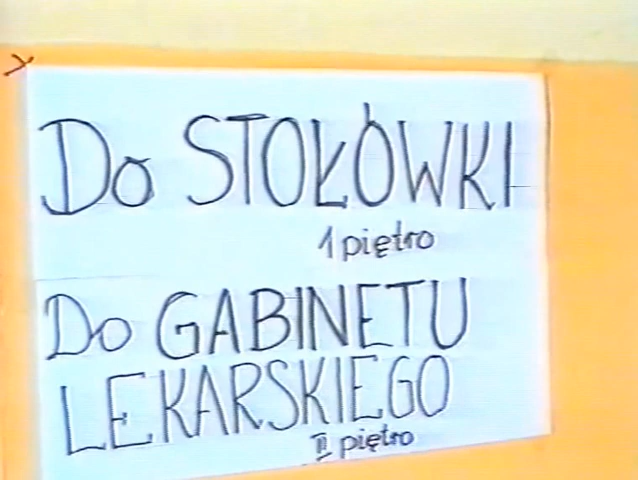 Do STOŁÓWKI
1 piętro
Do GABINETU
LEKARSKIEGO
II piętro